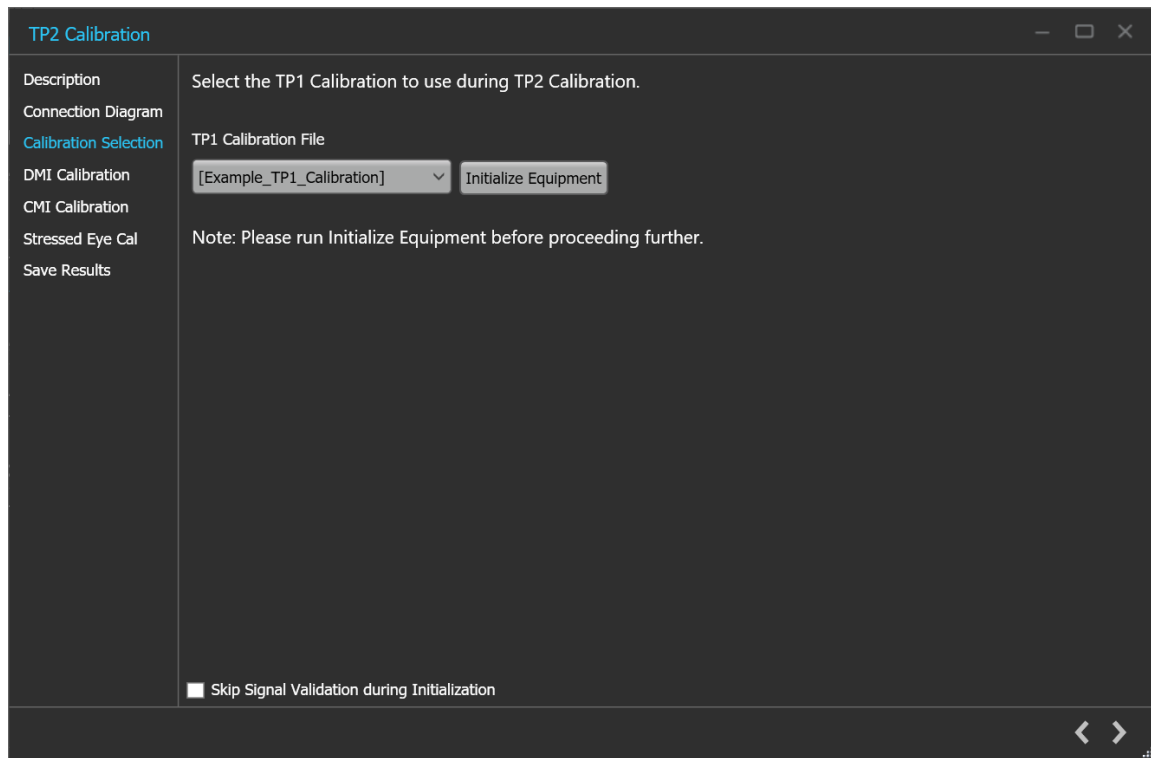 TP2 Calibration
Description
Connection Diagram
Calibration Selection
DMI Calibration
CMI Calibration
Stressed Eye Cal
Save Results
Select the TP1 Calibration to use during TP2 Calibration.
TP1 Calibration File
[Example_TP1_Calibration]
Initialize Equipment
Note: Please run Initialize Equipment before proceeding further.
Skip Signal Validation during Initialization